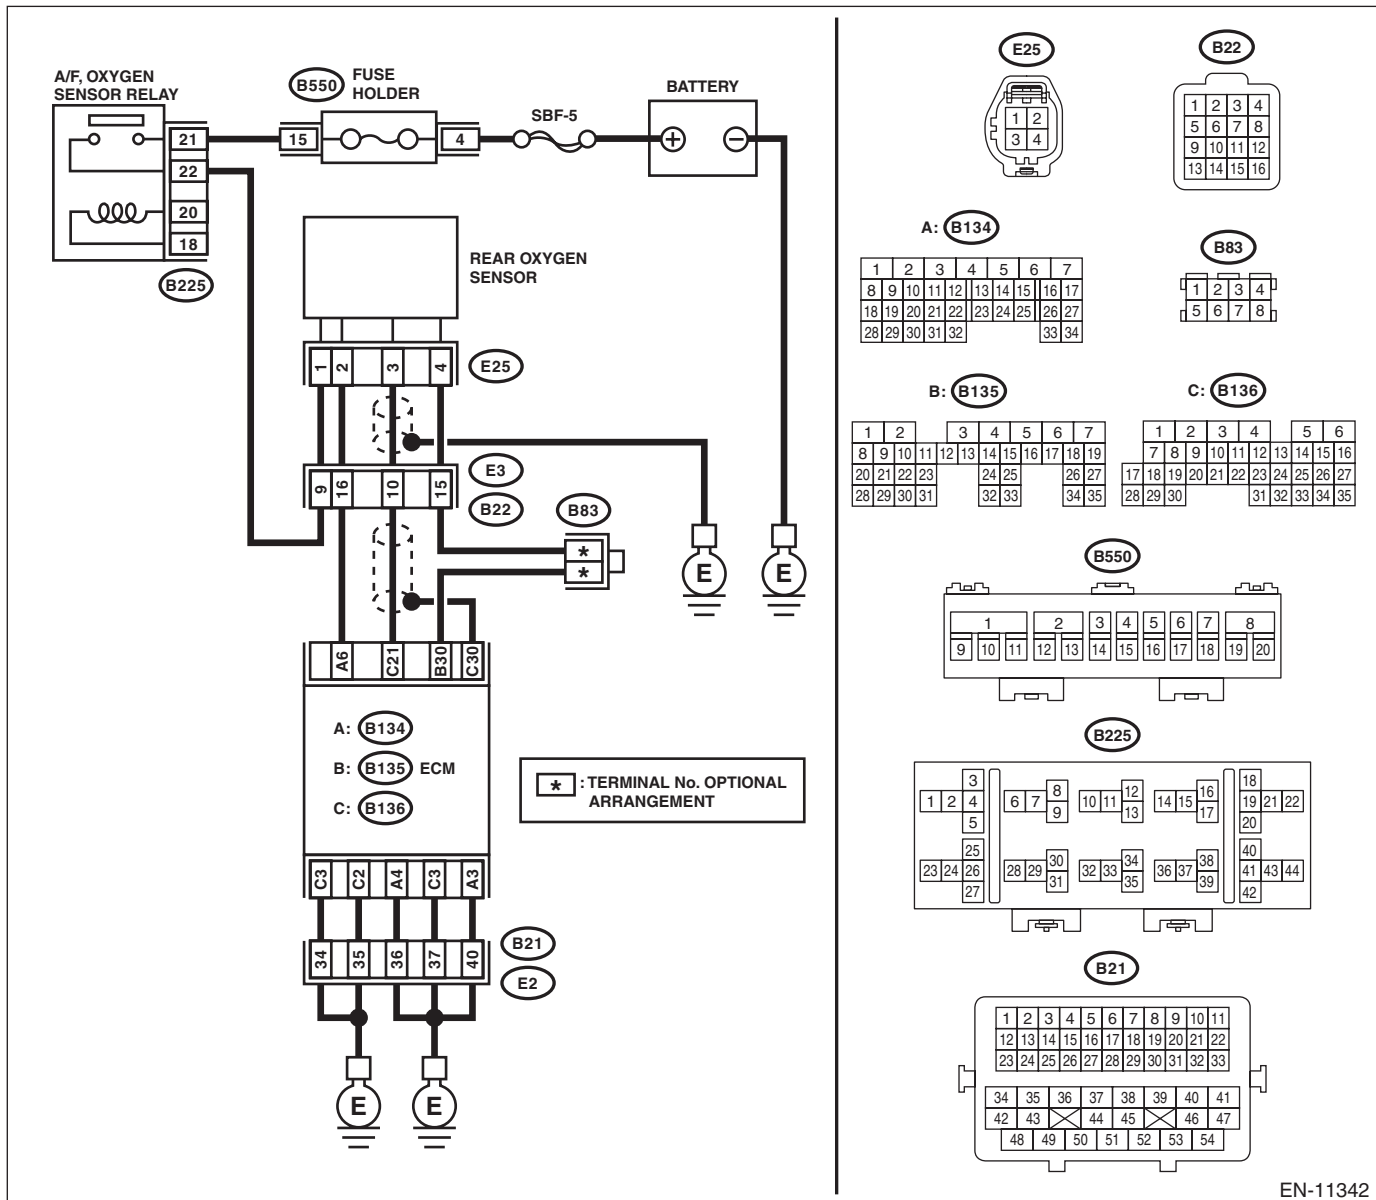 A/F, OXYGEN
SENSOR RELAY
B550
FUSE
HOLDER
SBF-5
BATTERY
21
22
20
18
15
4
+
−
B225
REAR OXYGEN
SENSOR
1 2 3 4
E25
9 16 10 15
E3
B22
B83
*
*
E E
A6 C21 B30 C30
A: B134
B: B135 ECM
C: B136
* : TERMINAL No. OPTIONAL
ARRANGEMENT
C3 C2 A4 C3 A3
34 35 36 37 40
B21
E2
E E
E25
1 2
3 4
B22
1 2 3 4
5 6 7 8
9 10 11 12
13 14 15 16
A: B134
1 2 3 4 5 6 7
8 9 10 11 12 13 14 15 16 17
18 19 20 21 22 23 24 25 26 27
28 29 30 31 32 33 34
B83
1 2 3 4
5 6 7 8
B: B135
1 2 3 4 5 6 7
8 9 10 11 12 13 14 15 16 17 18 19
20 21 22 23 24 25 26 27
28 29 30 31 32 33 34 35
C: B136
1 2 3 4 5 6
7 8 9 10 11 12 13 14 15 16
17 18 19 20 21 22 23 24 25 26 27
28 29 30 31 32 33 34 35
B550
1 2 3 4 5 6 7 8
9 10 11 12 13 14 15 16 17 18 19 20
B225
3 8 12 16 18
1 2 4 6 7 9 10 11 13 14 15 17 19 21 22
5 20
25 30 34 38 40
23 24 26 28 29 31 32 33 35 36 37 39 41 43 44
27 42
B21
1 2 3 4 5 6 7 8 9 10 11
12 13 14 15 16 17 18 19 20 21 22
23 24 25 26 27 28 29 30 31 32 33
34 35 36 37 38 39 40 41
42 43 44 45 46 47
48 49 50 51 52 53 54
EN-11342